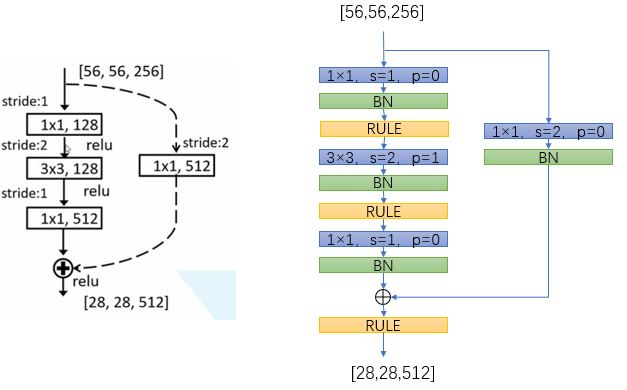 [56, 56, 256]
stride:1
1x1, 128
stride:2
relu
stride:2
3x3, 128
1x1, 512
stride:1
relu
1x1, 512
relu
[28, 28, 512]
[56,56,256]
1×1, s=1, p=0
BN
RULE
3×3, s=2, p=1
BN
RULE
1×1, s=1, p=0
BN
1×1, s=2, p=0
BN
RULE
[28,28,512]